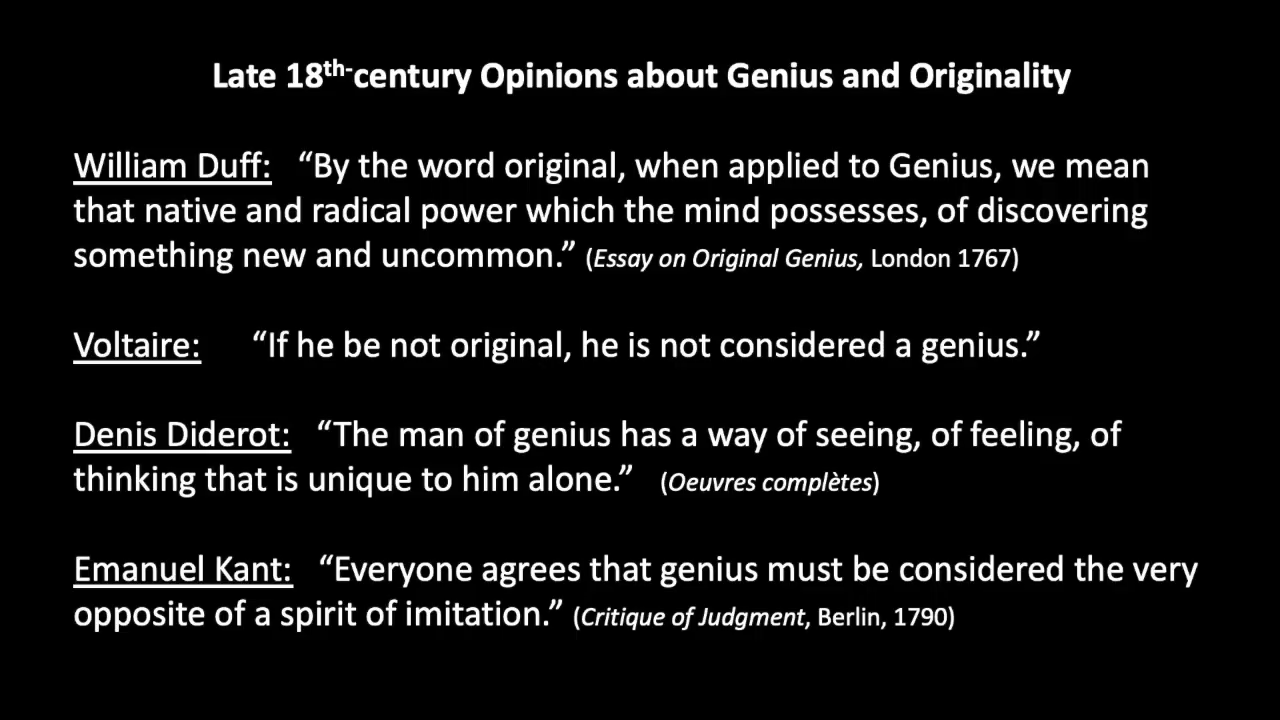 Late 18th-century Opinions about Genius and Originality
William Duff: “By the word original, when applied to Genius, we mean
that native and radical power which the mind possesses, of discovering
something new and uncommon.” (Essay on Original Genius, London 1767)
Voltaire: “If he be not original, he is not considered a genius.”
Denis Diderot: “The man of genius has a way of seeing, of feeling, of
thinking that is unique to him alone.” (Oeuvres complètes)
Emanuel Kant: “Everyone agrees that genius must be considered the very
opposite of a spirit of imitation.” (Critique of Judgment, Berlin, 1790)